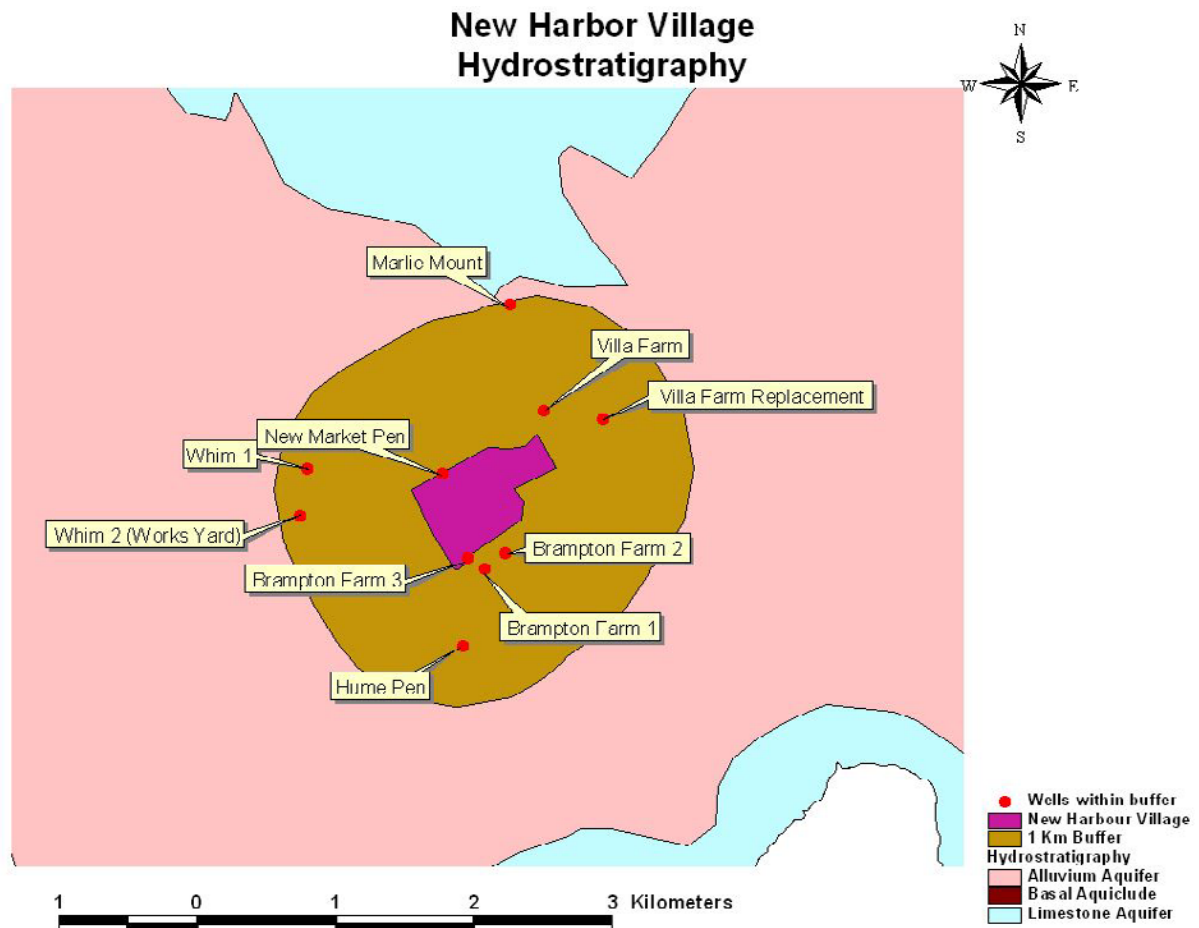 New Harbor Village
Hydrostratigraphy
N
W
E
S
Marlie Mount
Villa Farm
Villa Farm Replacement
New Market Pen
Whim 1
Whim 2 (Works Yard)
Brampton Farm 2
Brampton Farm 3
Brampton Farm 1
Hume Pen
Wells within buffer
New Harbour Village
1 Km Buffer
Hydrostratigraphy
Alluvium Aquifer
Basal Aquiclude
Limestone Aquifer
1 0 1 2 3 Kilometers